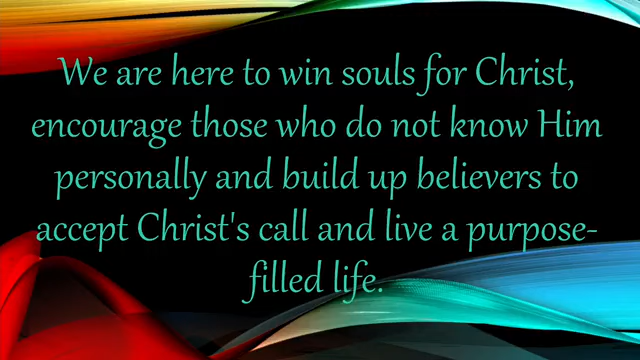 We are here to win souls for Christ,
encourage those who do not know Him
personally and build up believers to
accept Christ's call and live a purpose-
filled life.